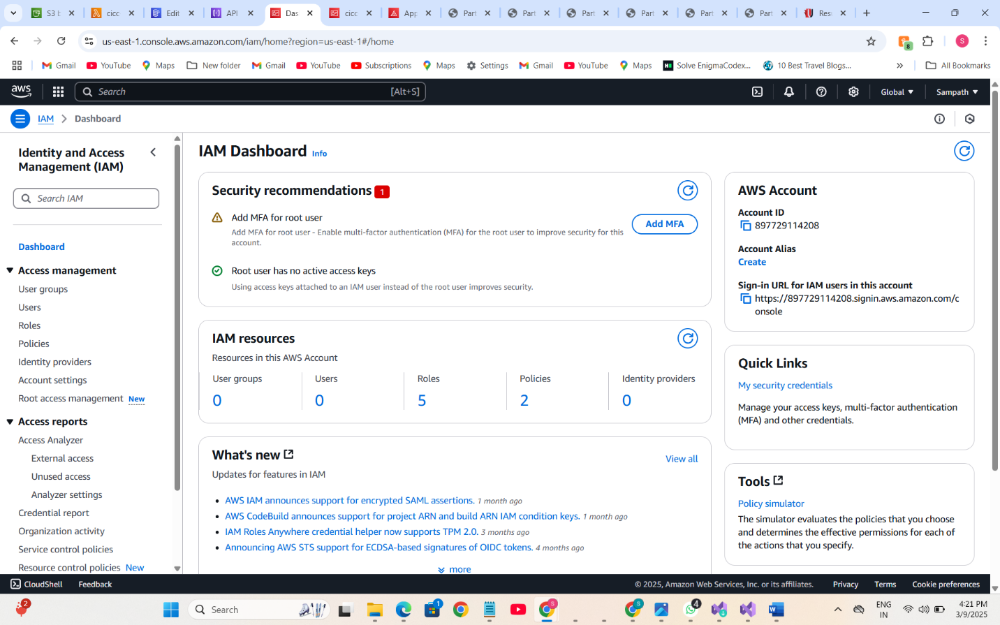 S3 b
cicc
Edit
API
Das
cicc
App
Part
Part
Part
Part
Part
Part
Res
us-east-1.console.aws.amazon.com/iam/home?region=us-east-1#/home
8
S
Gmail
YouTube
Maps
New folder
Gmail
YouTube
Subscriptions
Maps
Settings
Gmail
YouTube
Maps
Solve EnigmaCodex...
10 Best Travel Blogs...
All Bookmarks
aws
Search
[Alt+S]
Global
Sampath
IAM
Dashboard
Identity and Access
Management (IAM)
Search IAM
Dashboard
Access management
User groups
Users
Roles
Policies
Identity providers
Account settings
Root access management New
Access reports
Access Analyzer
External access
Unused access
Analyzer settings
Credential report
Organization activity
Service control policies
Resource control policies New
IAM Dashboard Info
Security recommendations 1
Add MFA for root user
Add MFA for root user - Enable multi-factor authentication (MFA) for the root user to improve security for this
account.
Add MFA
Root user has no active access keys
Using access keys attached to an IAM user instead of the root user improves security.
IAM resources
Resources in this AWS Account
User groups
0
Users
0
Roles
5
Policies
2
Identity providers
0
What's new
View all
Updates for features in IAM
AWS IAM announces support for encrypted SAML assertions. 1 month ago
AWS CodeBuild announces support for project ARN and build ARN IAM condition keys. 1 month ago
IAM Roles Anywhere credential helper now supports TPM 2.0. 3 months ago
Announcing AWS STS support for ECDSA-based signatures of OIDC tokens. 4 months ago
more
AWS Account
Account ID
897729114208
Account Alias
Create
Sign-in URL for IAM users in this account
https://897729114208.signin.aws.amazon.com/c
onsole
Quick Links
My security credentials
Manage your access keys, multi-factor authentication
(MFA) and other credentials.
Tools
Policy simulator
The simulator evaluates the policies that you choose
and determines the effective permissions for each of
the actions that you specify.
CloudShell
Feedback
© 2025, Amazon Web Services, Inc. or its affiliates.
Privacy
Terms
Cookie preferences
2
Search
1
S
S
4
W
ENG
IN
4:21 PM
3/9/2025